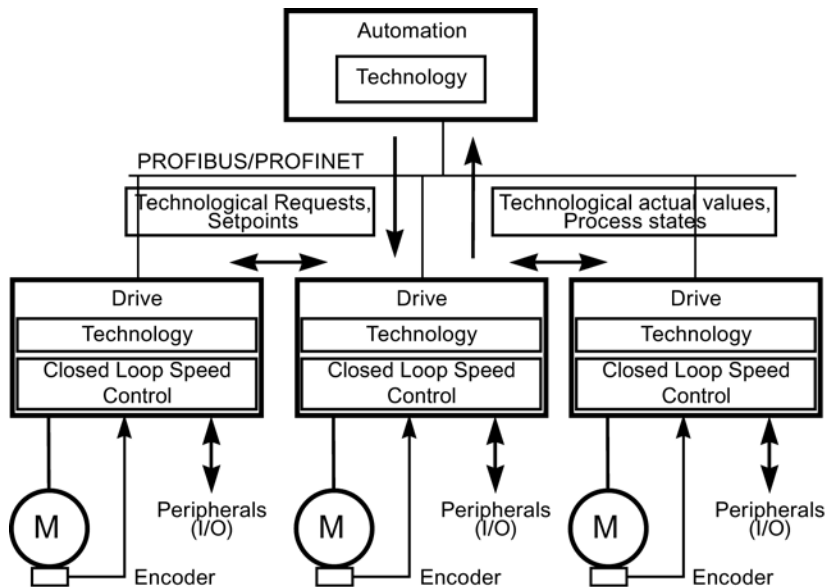 Automation
Technology
PROFIBUS/PROFINET
Technological Requests,
Setpoints
Technological actual values,
Process states
Drive
Technology
Closed Loop Speed
Control
Drive
Technology
Closed Loop Speed
Control
Drive
Technology
Closed Loop Speed
Control
M
Peripherals
(I/O)
Encoder
M
Peripherals
(I/O)
Encoder
M
Peripherals
(I/O)
Encoder